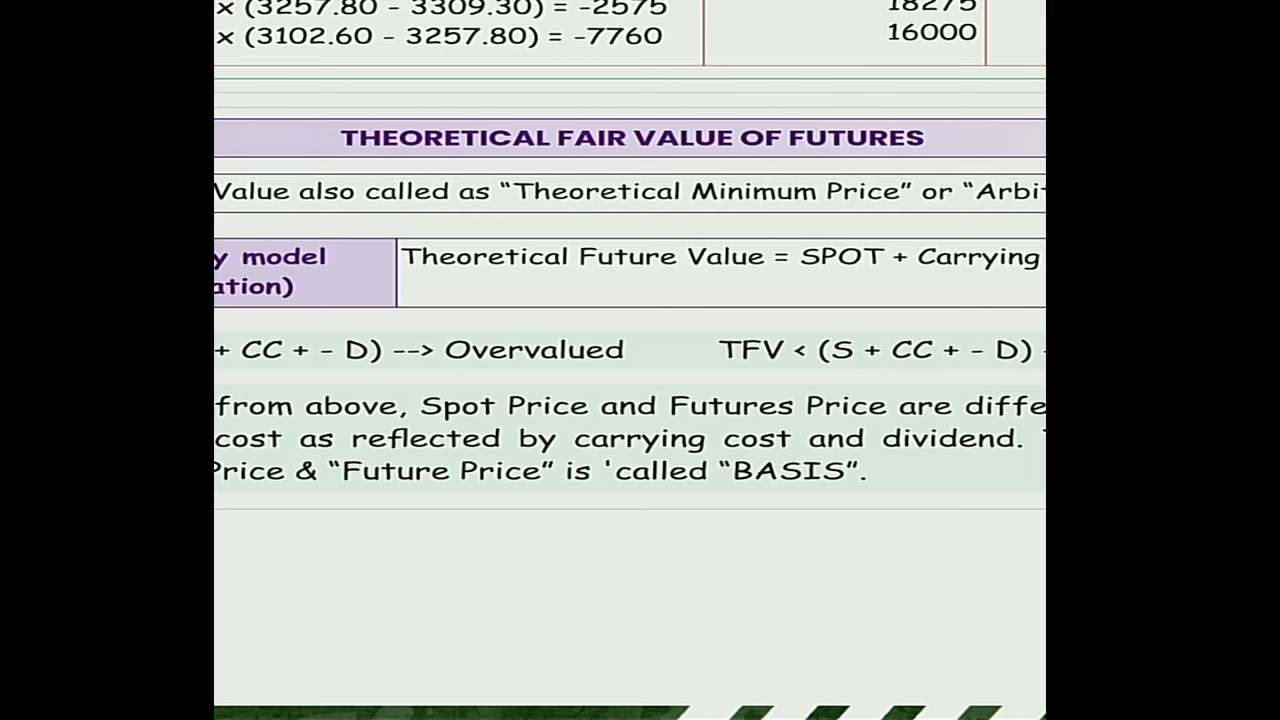 x (3257.80 - 3309.30) = -2575 18275
x (3102.60 - 3257.80) = -7760 16000
THEORETICAL FAIR VALUE OF FUTURES
Value also called as “Theoretical Minimum Price” or “Arbit
y model
ation)
Theoretical Future Value = SPOT + Carrying
+ CC + - D) --> Overvalued TFV < (S + CC + - D) -
from above, Spot Price and Futures Price are diffe
cost as reflected by carrying cost and dividend.
Price & “Future Price” is 'called “BASIS”.